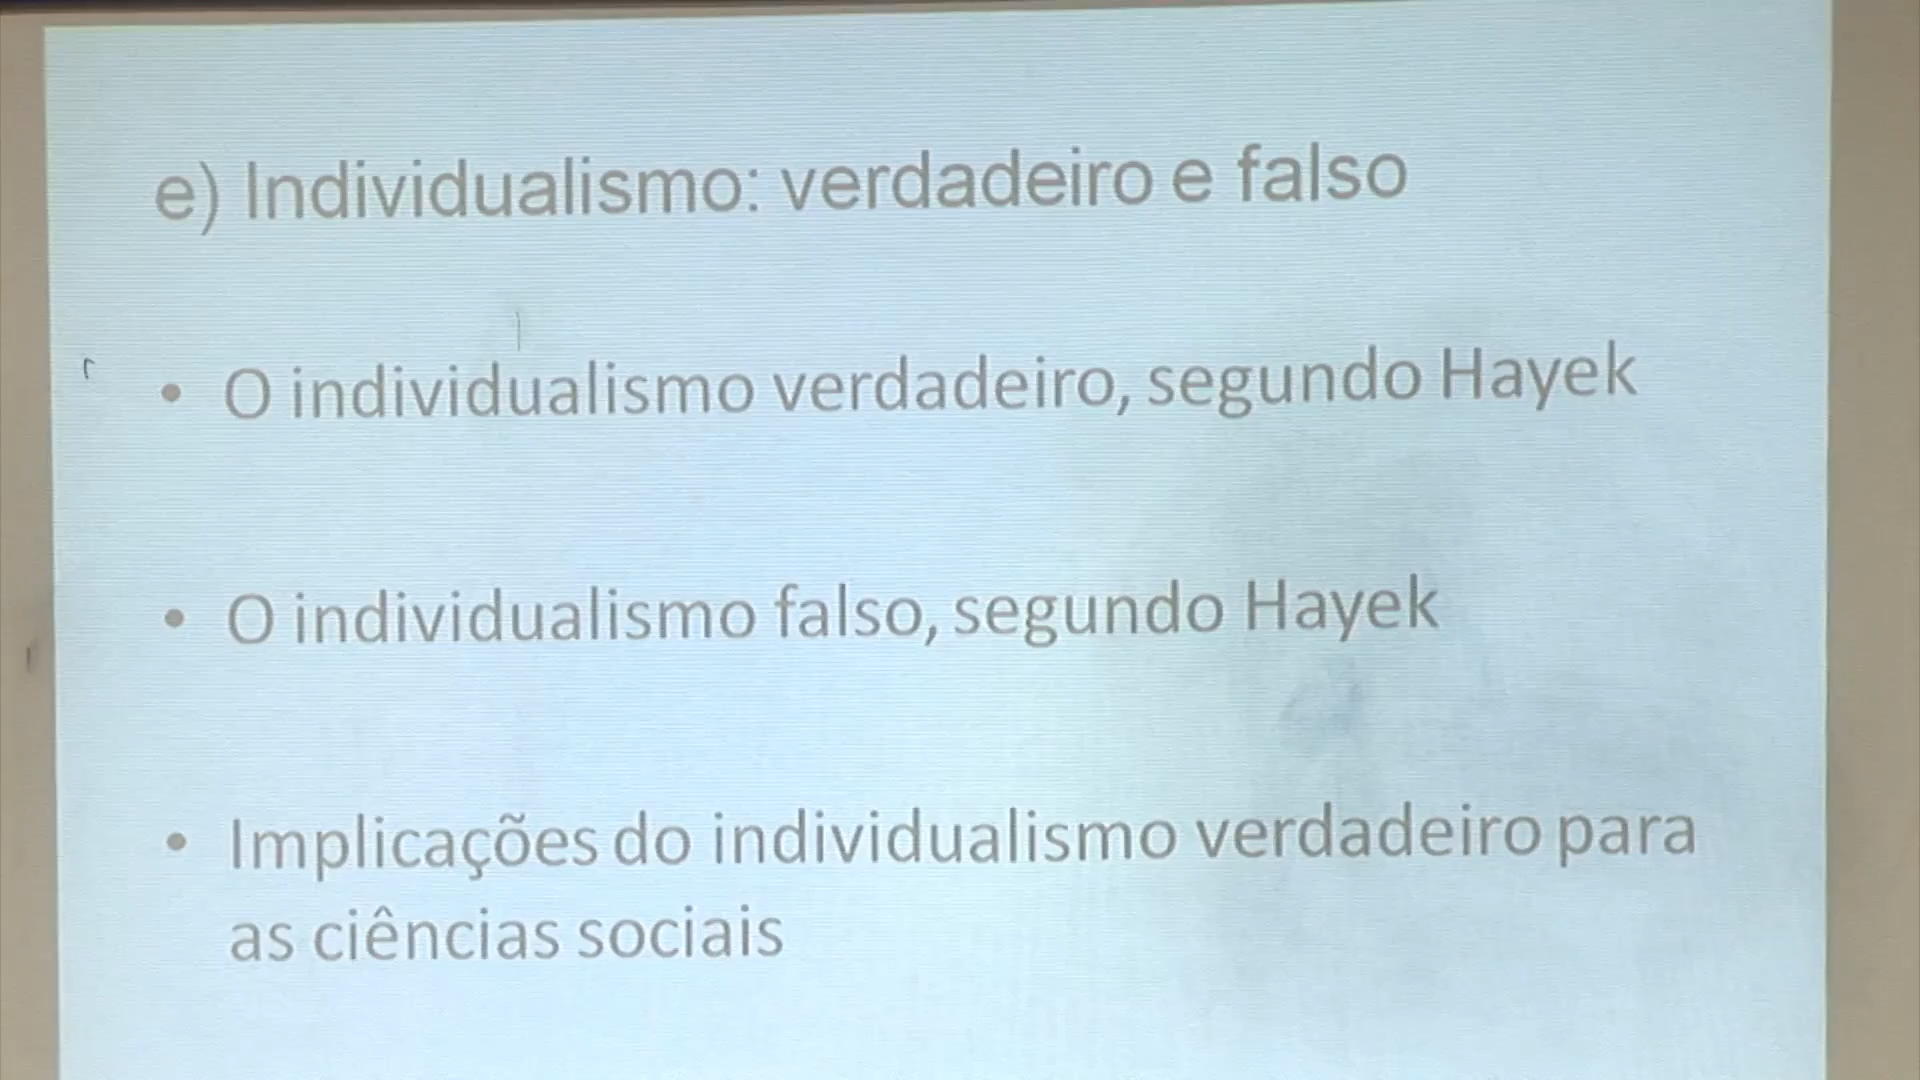 e) Individualismo: verdadeiro e falso
• O individualismo verdadeiro, segundo Hayek
• O individualismo falso, segundo Hayek
• Implicações do individualismo verdadeiro para
as ciências sociais